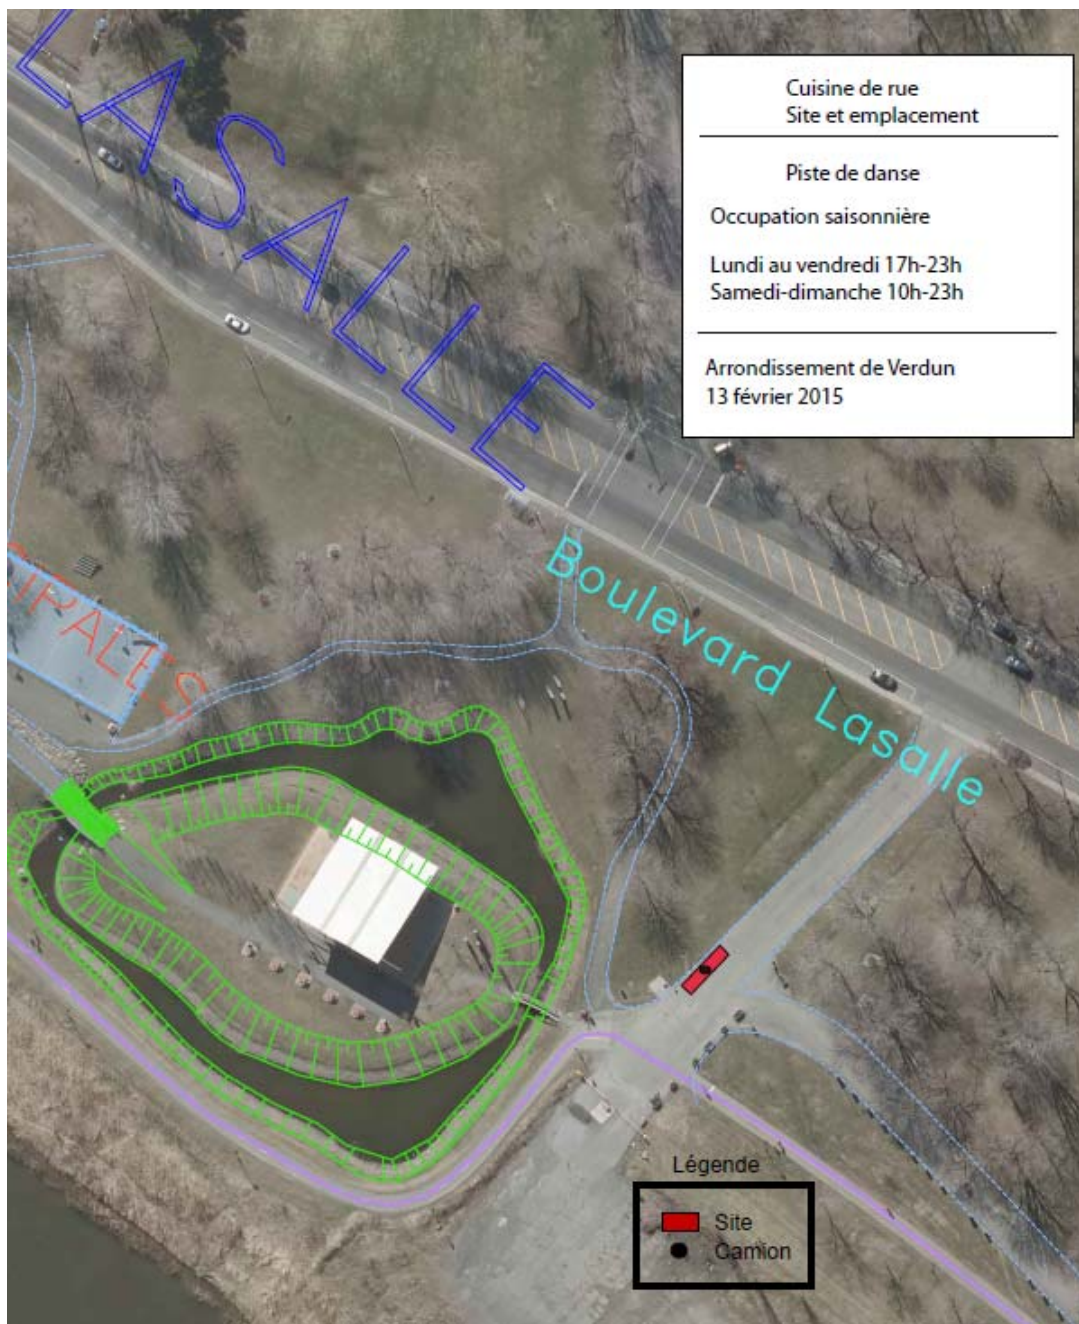 LASALLE
Cuisine de rue
Site et emplacement
Piste de danse
Occupation saisonnière
Lundi au vendredi 17h-23h
Samedi-dimanche 10h-23h
Arrondissement de Verdun
13 février 2015
Boulevard Lasalle
Légende
Site
Camion